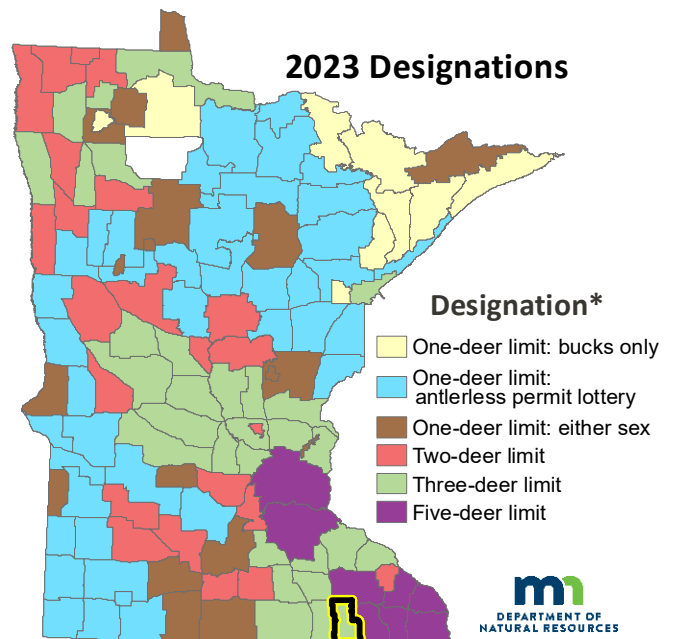 2023 Designations
Designation*
One-deer limit: bucks only
One-deer limit:
antlerless permit lottery
One-deer limit: either sex
Two-deer limit
Three-deer limit
Five-deer limit
mn
DEPARTMENT OF
NATURAL RESOURCES